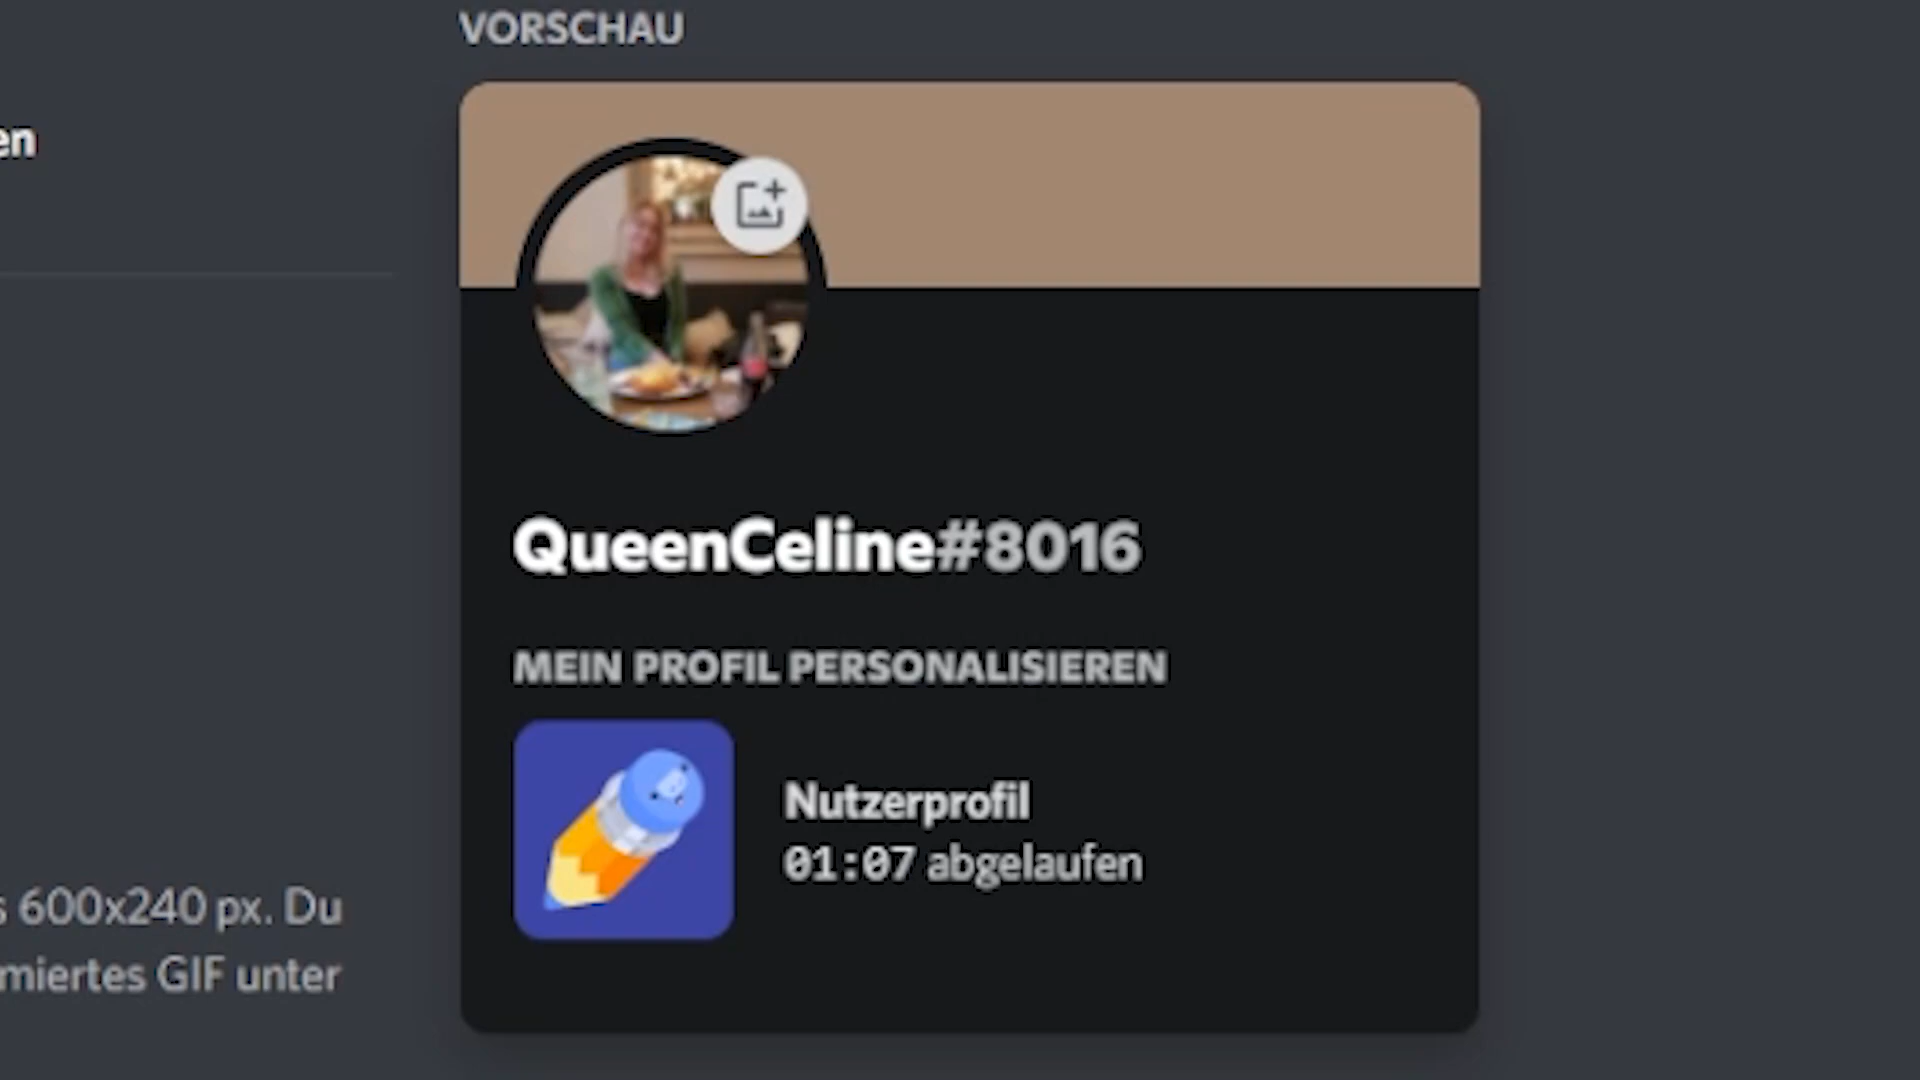 VORSCHAU
en
QueenCeline#8016
MEIN PROFIL PERSONALISIEREN
Nutzerprofil
01:07 abgelaufen
s 600x240 px. Du
miertes GIF unter